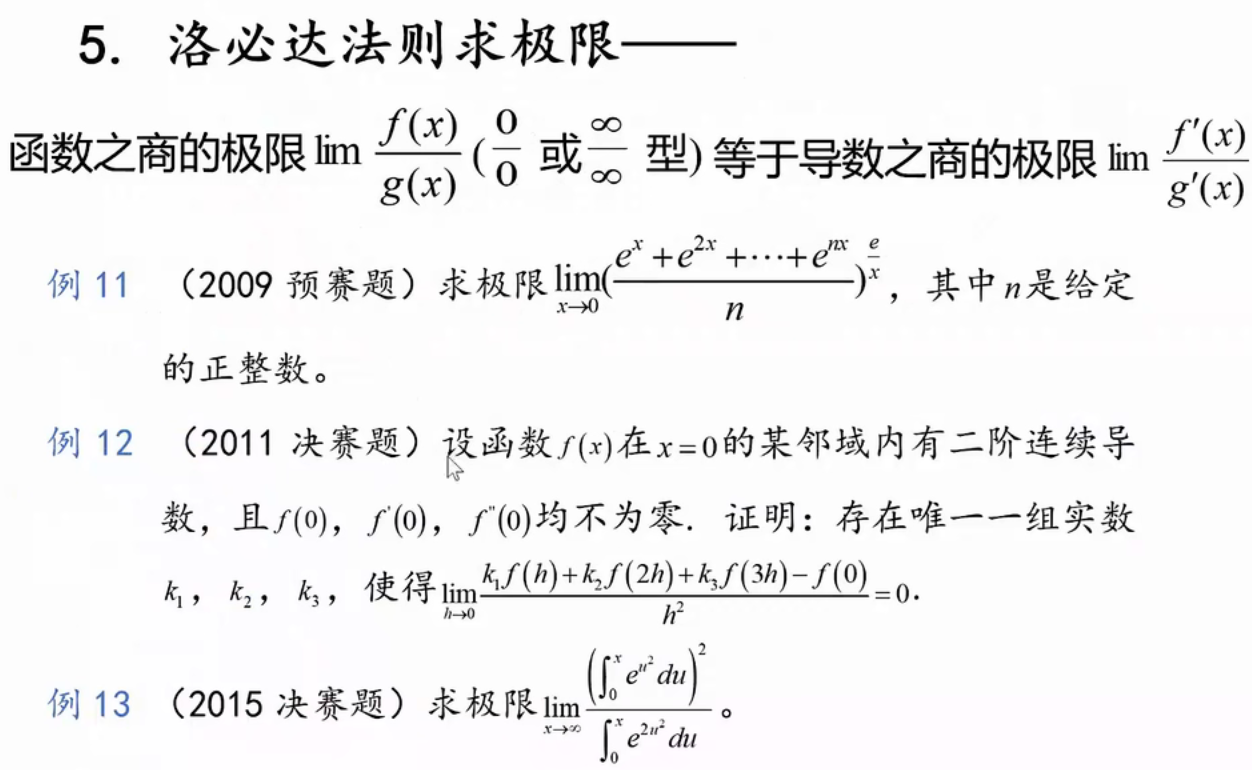 5. 洛必达法则求极限——
函数之商的极限 lim f(x)/g(x) (0/0 或 ∞/∞ 型) 等于导数之商的极限 lim f′(x)/g′(x)
例 11 （2009 预赛题）求极限 lim_{x→0} ((e^x + e^{2x} + ⋯ + e^{nx})/n)^{e/x}，其中 n 是给定
的正整数。
例 12 （2011 决赛题）设函数 f(x) 在 x=0 的某邻域内有二阶连续导
数，且 f(0)，f'(0)，f"(0) 均不为零． 证明：存在唯一一组实数
k₁，k₂，k₃，使得 lim_{h→0} (k₁f(h)+k₂f(2h)+k₃f(3h)−f(0))/h² = 0．
例 13 （2015 决赛题）求极限 lim_{x→∞} (∫₀^x e^{u²} du)² / ∫₀^x e^{2u²} du 。